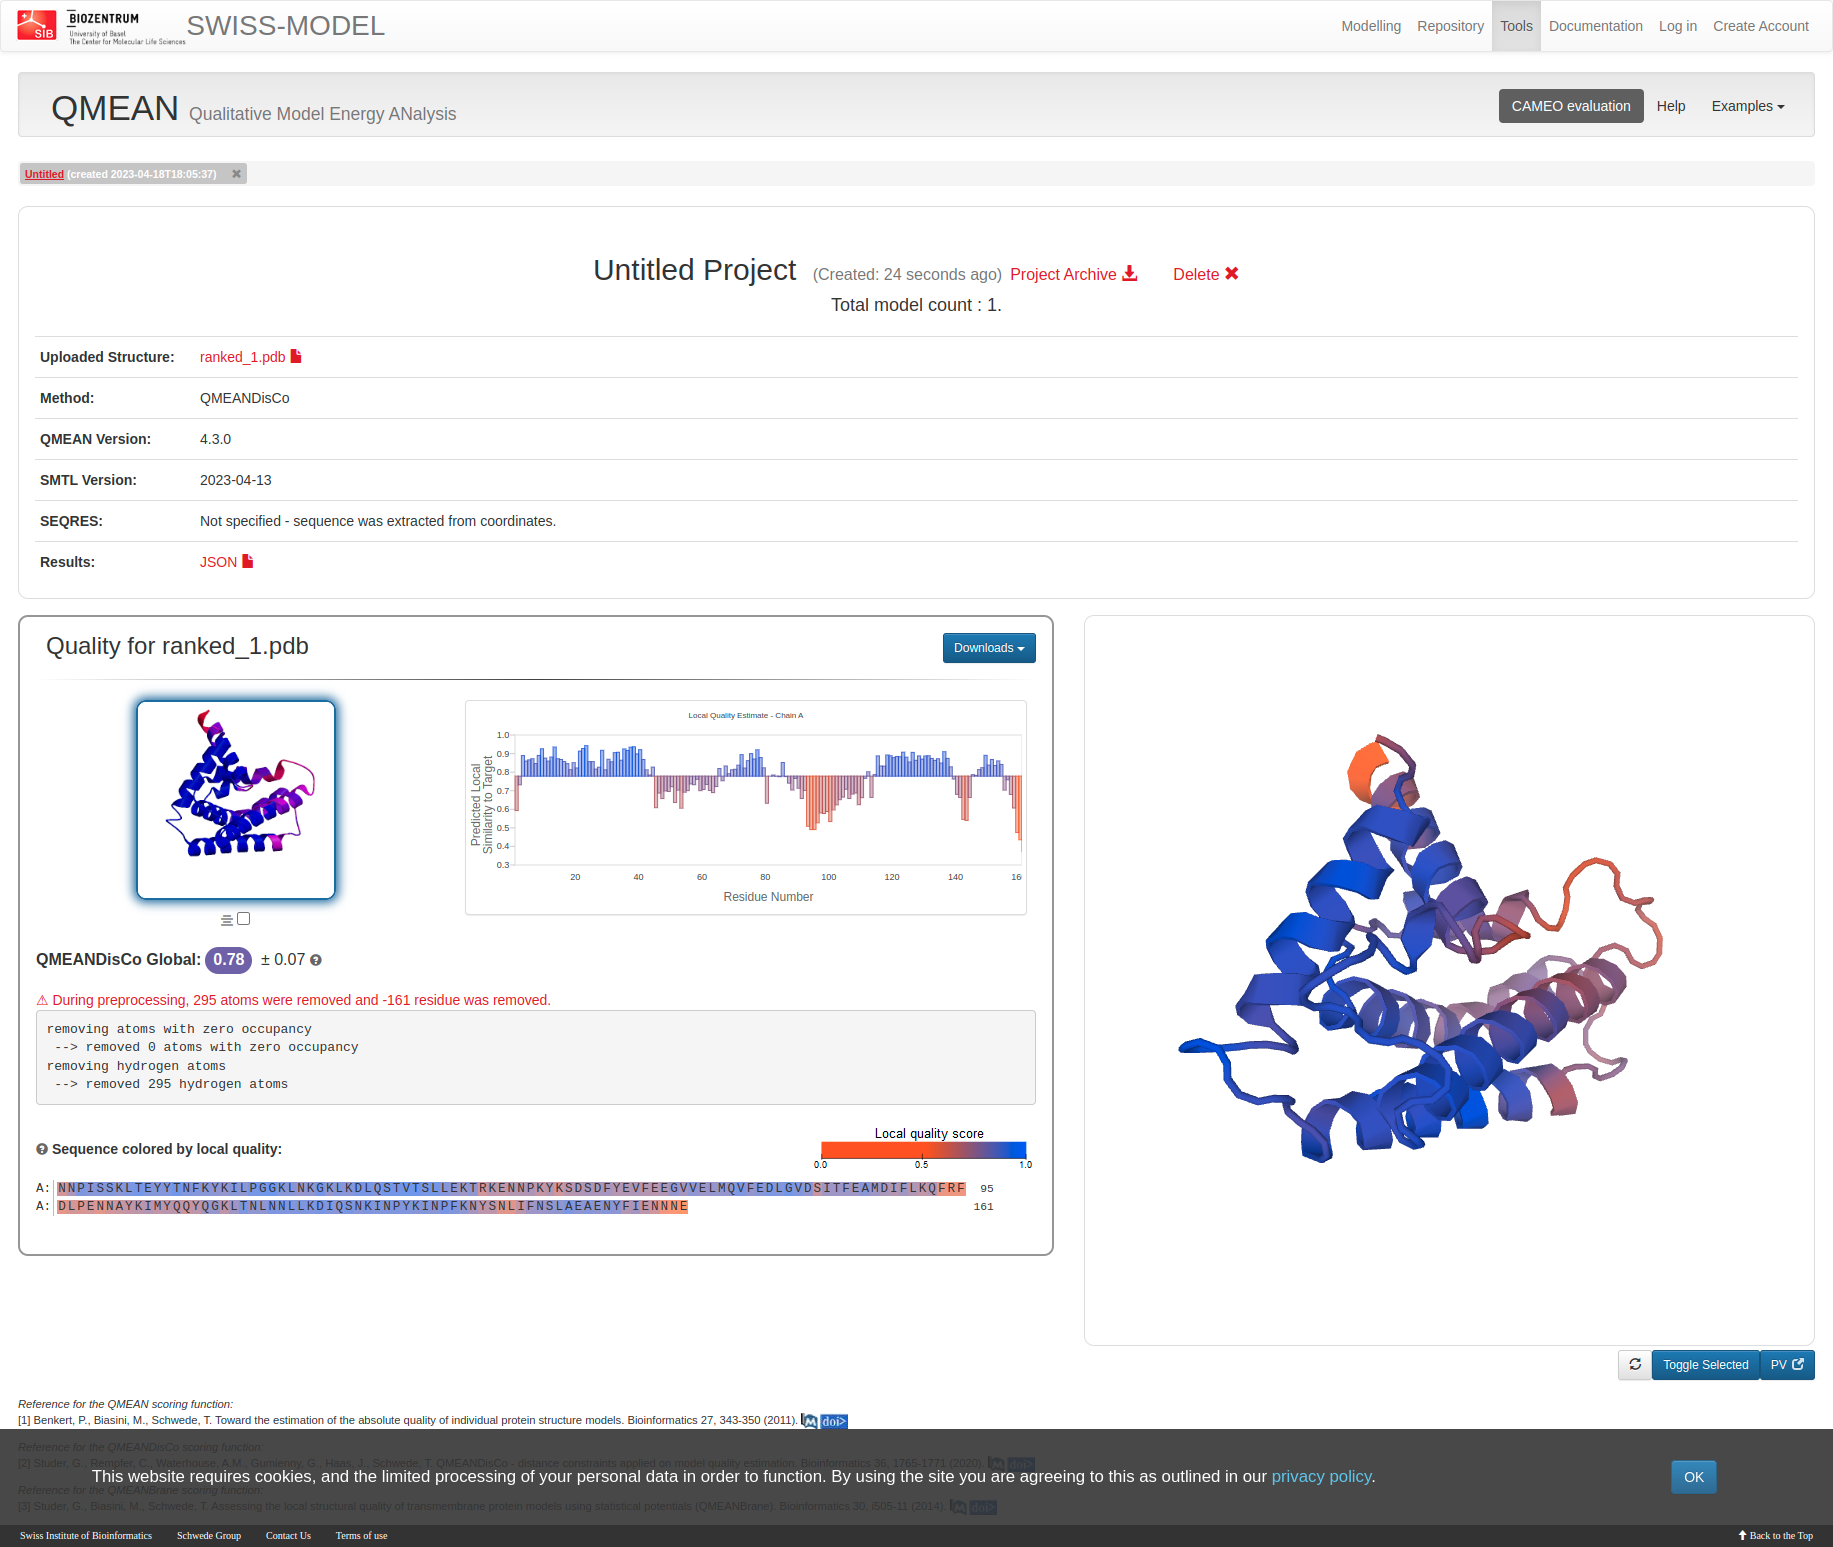 SIB
BIOZENTRUM
University of Basel
The Center for Molecular Life Sciences
SWISS-MODEL
Modelling Repository Tools Documentation Log in Create Account
QMEAN Qualitative Model Energy ANalysis
CAMEO evaluation Help Examples
Untitled (created 2023-04-18T18:05:37) ✖
Untitled Project (Created: 24 seconds ago) Project Archive Delete ✖
Total model count : 1.
Uploaded Structure: ranked_1.pdb
Method: QMEANDisCo
QMEAN Version: 4.3.0
SMTL Version: 2023-04-13
SEQRES: Not specified - sequence was extracted from coordinates.
Results: JSON
Quality for ranked_1.pdb
Downloads
Local Quality Estimate - Chain A
Predicted Local
Similarity to Target
1.0
0.9
0.8
0.7
0.6
0.5
0.4
0.3
20 40 60 80 100 120 140 16
Residue Number
QMEANDisCo Global: 0.78 ± 0.07
⚠ During preprocessing, 295 atoms were removed and -161 residue was removed.
removing atoms with zero occupancy
--> removed 0 atoms with zero occupancy
removing hydrogen atoms
--> removed 295 hydrogen atoms
Sequence colored by local quality:
Local quality score
0.0 0.5 1.0
A: NNPISSKLTEYYTNFKYKILPGGKLNKGKLKDLQSTVTSLLEKTRKENNPKYKSDSDFYEVFEEGVVELMQVFEDLGVDSITFEAMDIFLKQFRF 95
A: DLPENNAYKIMYQQYQGKLTNLNNLLKDIQSNKINPYKINPFKNYSNLIFNSLAEAENYFIENNNE 161
Toggle Selected PV
Reference for the QMEAN scoring function:
[1] Benkert, P., Biasini, M., Schwede, T. Toward the estimation of the absolute quality of individual protein structure models. Bioinformatics 27, 343-350 (2011). M doi>
Reference for the QMEANDisCo scoring function:
[2] Studer, G., Rempfer, C., Waterhouse, A.M., Gumienny, G., Haas, J., Schwede, T. QMEANDisCo - distance constraints applied on model quality estimation. Bioinformatics 36, 1765-1771 (2020). M doi>
This website requires cookies, and the limited processing of your personal data in order to function. By using the site you are agreeing to this as outlined in our privacy policy.
OK
Reference for the QMEANBrane scoring function:
[3] Studer, G., Biasini, M., Schwede, T. Assessing the local structural quality of transmembrane protein models using statistical potentials (QMEANBrane). Bioinformatics 30, i505-11 (2014). M doi>
Swiss Institute of Bioinformatics Schwede Group Contact Us Terms of use
Back to the Top